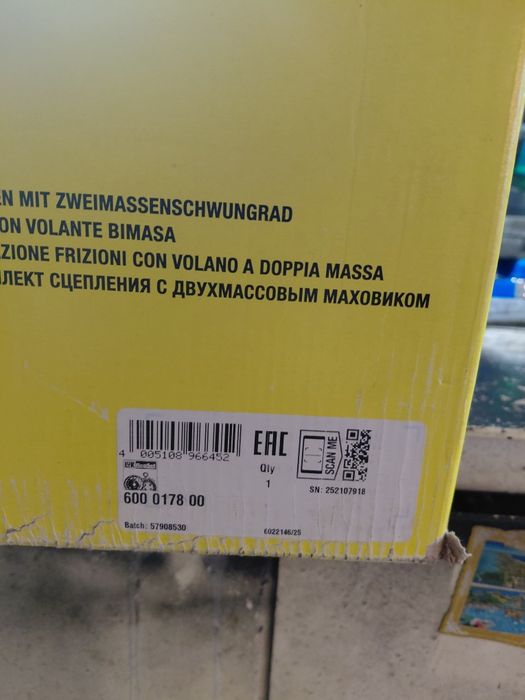 EN MIT ZWEIMASSENSCHWUNGRAD
ON VOLANTE BIMASA
ZIONE FRIZIONI CON VOLANO A DOPPIA MASSA
ЛЕКТ СЦЕПЛЕНИЯ С ДВУХМАССОВЫМ МАХОВИКОМ
4 005108 966452
EAC
Qty
1
SCAN ME
SN: 252107918
600 0178 00
Batch: 57908530
6022146/25